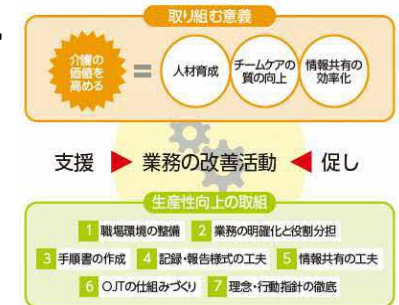 取り組む意義
介護の
価値を
高める
=
人材育成
チームケアの
質の向上
情報共有の
効率化
支援 ▶ 業務の改善活動 ◀ 促し
生産性向上の取組
1 職場環境の整備 2 業務の明確化と役割分担
3 手順書の作成 4 記録・報告様式の工夫 5 情報共有の工夫
6 OJTの仕組みづくり 7 理念・行動指針の徹底